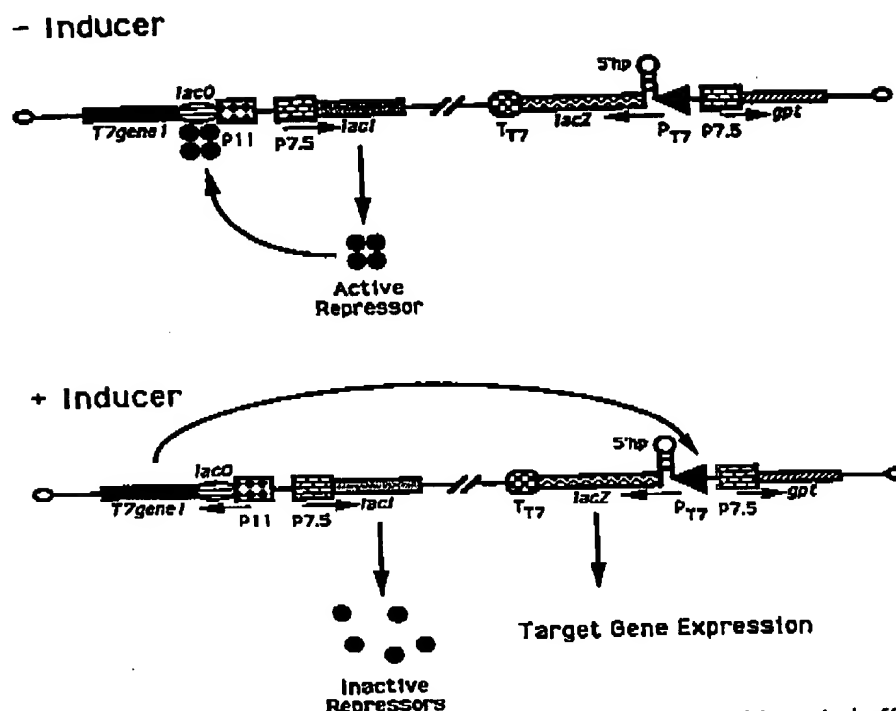 - Inducer
5'hp
lacO
T7gene1 P11 P7.5 lacI TT7 lacZ PT7 P7.5 gpt
Active
Repressor
+ Inducer
5'hp
lacO
T7gene1 P11 P7.5 lacI TT7 lacZ PT7 P7.5 gpt
Target Gene Expression
Inactive
Repressors